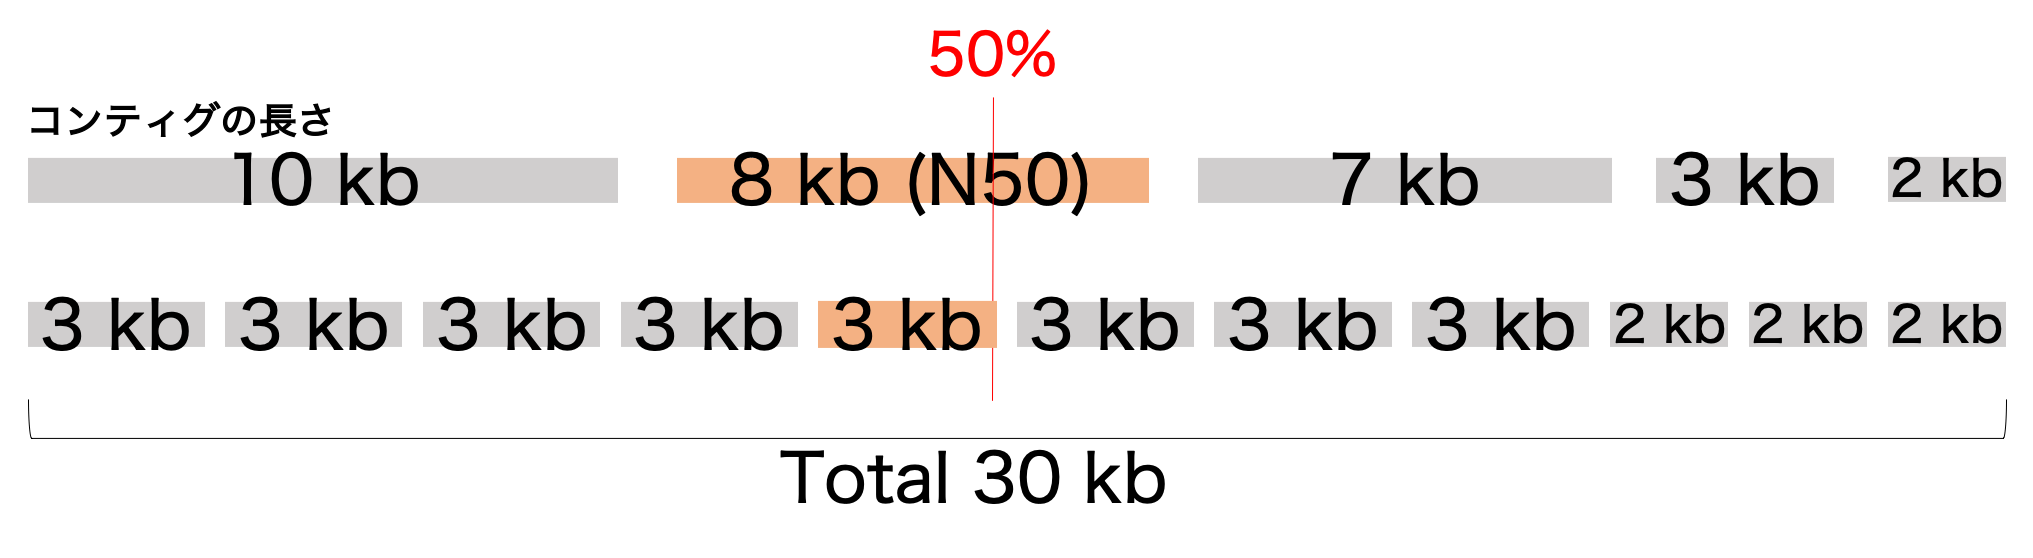 50%
コンティグの長さ
10 kb 8 kb (N50) 7 kb 3 kb 2 kb
3 kb 3 kb 3 kb 3 kb 3 kb 3 kb 3 kb 3 kb 2 kb 2 kb 2 kb
Total 30 kb